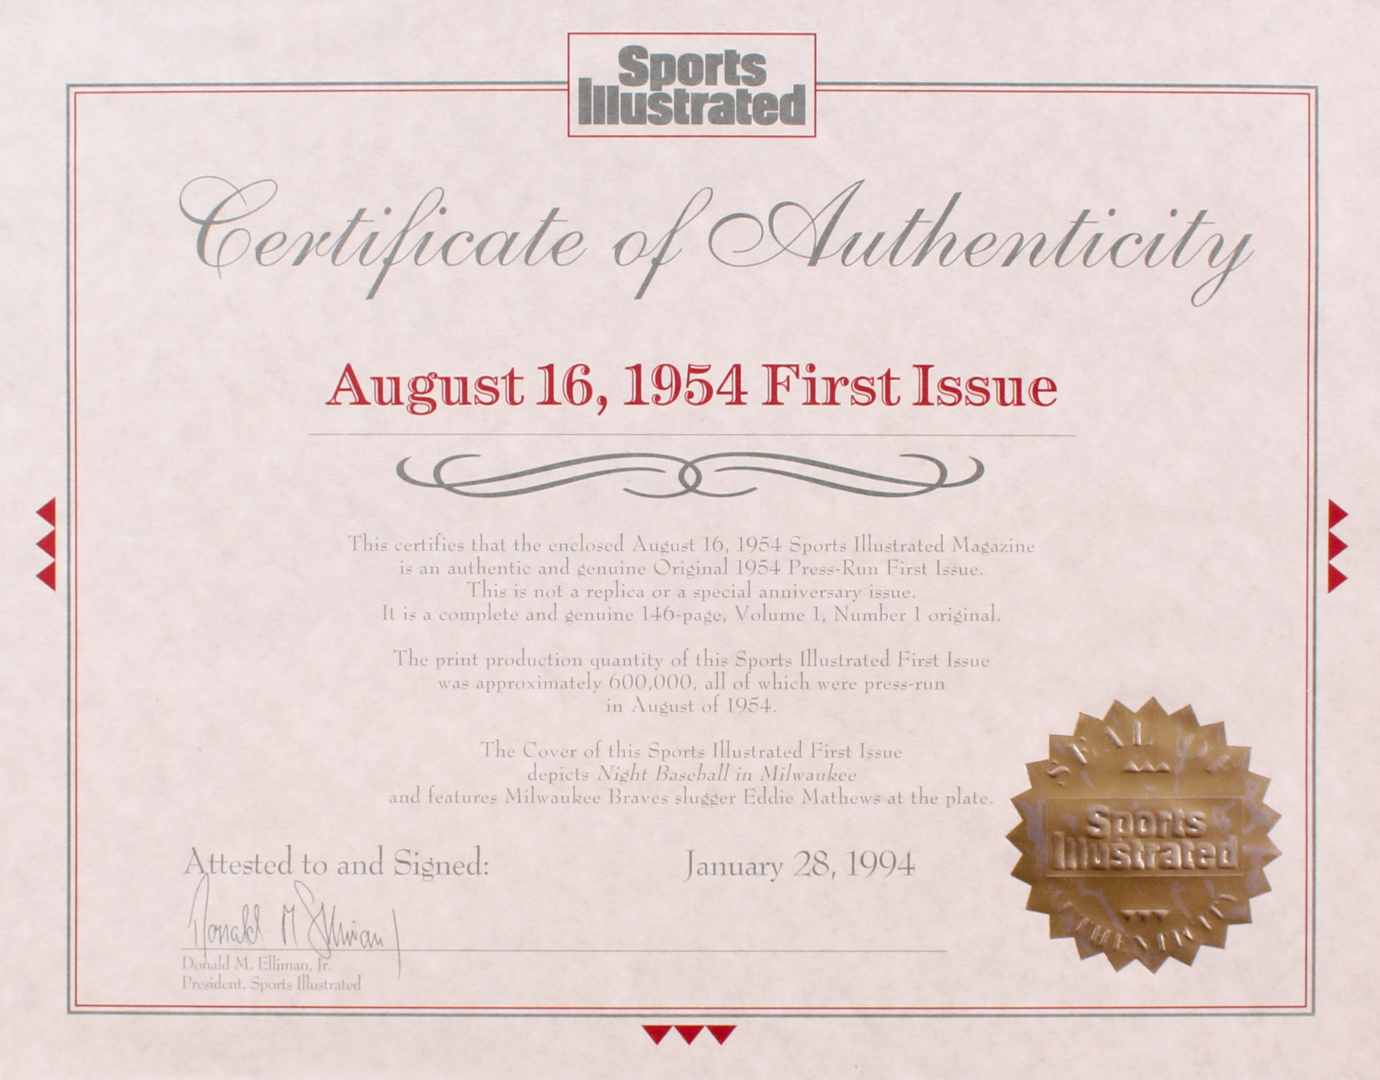 Sports
Illustrated
Certificate of Authenticity
August 16, 1954 First Issue
This certifies that the enclosed August 16, 1954 Sports Illustrated Magazine
is an authentic and genuine Original 1954 Press-Run First Issue.
This is not a replica or a special anniversary issue.
It is a complete and genuine 146-page, Volume 1, Number 1 original.
The print production quantity of this Sports Illustrated First Issue
was approximately 600,000, all of which were press-run
in August of 1954.
The Cover of this Sports Illustrated First Issue
depicts Night Baseball in Milwaukee
and features Milwaukee Braves slugger Eddie Mathews at the plate.
SEAL OF
Sports
Illustrated
AUTHENTICITY
Attested to and Signed: January 28, 1994
Donald M Elliman
Donald M. Elliman, Jr.
President, Sports Illustrated